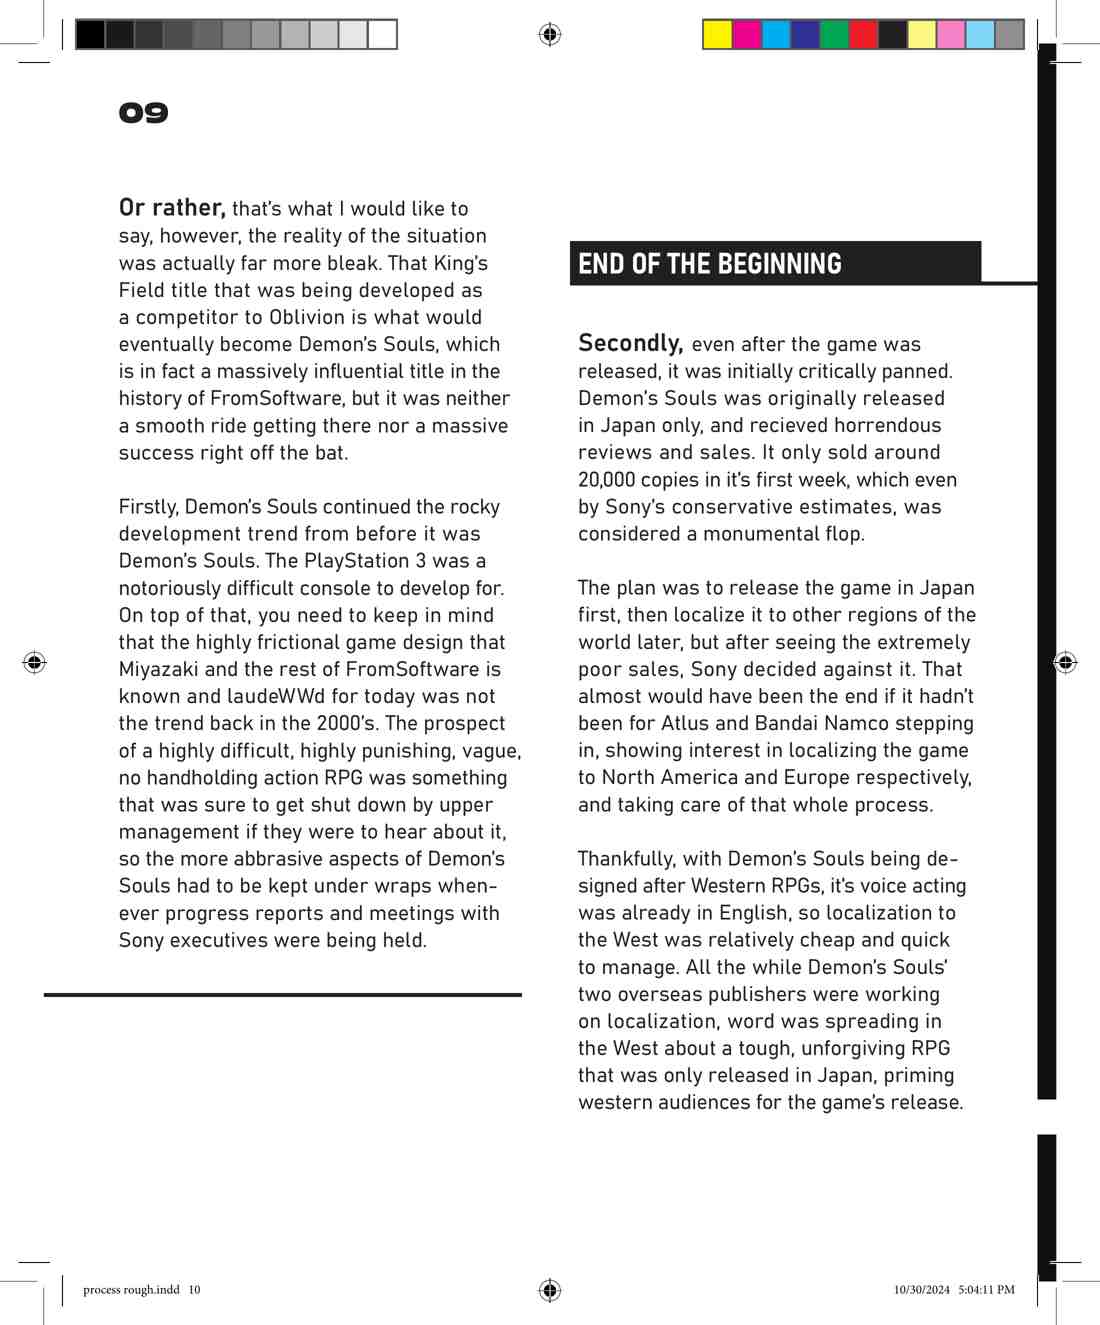 09
Or rather, that's what I would like to
say, however, the reality of the situation
was actually far more bleak. That King's
Field title that was being developed as
a competitor to Oblivion is what would
eventually become Demon's Souls, which
is in fact a massively influential title in the
history of FromSoftware, but it was neither
a smooth ride getting there nor a massive
success right off the bat.
Firstly, Demon's Souls continued the rocky
development trend from before it was
Demon's Souls. The PlayStation 3 was a
notoriously difficult console to develop for.
On top of that, you need to keep in mind
that the highly frictional game design that
Miyazaki and the rest of FromSoftware is
known and laudeWWd for today was not
the trend back in the 2000's. The prospect
of a highly difficult, highly punishing, vague,
no handholding action RPG was something
that was sure to get shut down by upper
management if they were to hear about it,
so the more abbrasive aspects of Demon's
Souls had to be kept under wraps when-
ever progress reports and meetings with
Sony executives were being held.
END OF THE BEGINNING
Secondly, even after the game was
released, it was initially critically panned.
Demon's Souls was originally released
in Japan only, and recieved horrendous
reviews and sales. It only sold around
20,000 copies in it's first week, which even
by Sony's conservative estimates, was
considered a monumental flop.
The plan was to release the game in Japan
first, then localize it to other regions of the
world later, but after seeing the extremely
poor sales, Sony decided against it. That
almost would have been the end if it hadn't
been for Atlus and Bandai Namco stepping
in, showing interest in localizing the game
to North America and Europe respectively,
and taking care of that whole process.
Thankfully, with Demon's Souls being de-
signed after Western RPGs, it's voice acting
was already in English, so localization to
the West was relatively cheap and quick
to manage. All the while Demon's Souls'
two overseas publishers were working
on localization, word was spreading in
the West about a tough, unforgiving RPG
that was only released in Japan, priming
western audiences for the game's release.
process rough.indd 10
10/30/2024 5:04:11 PM